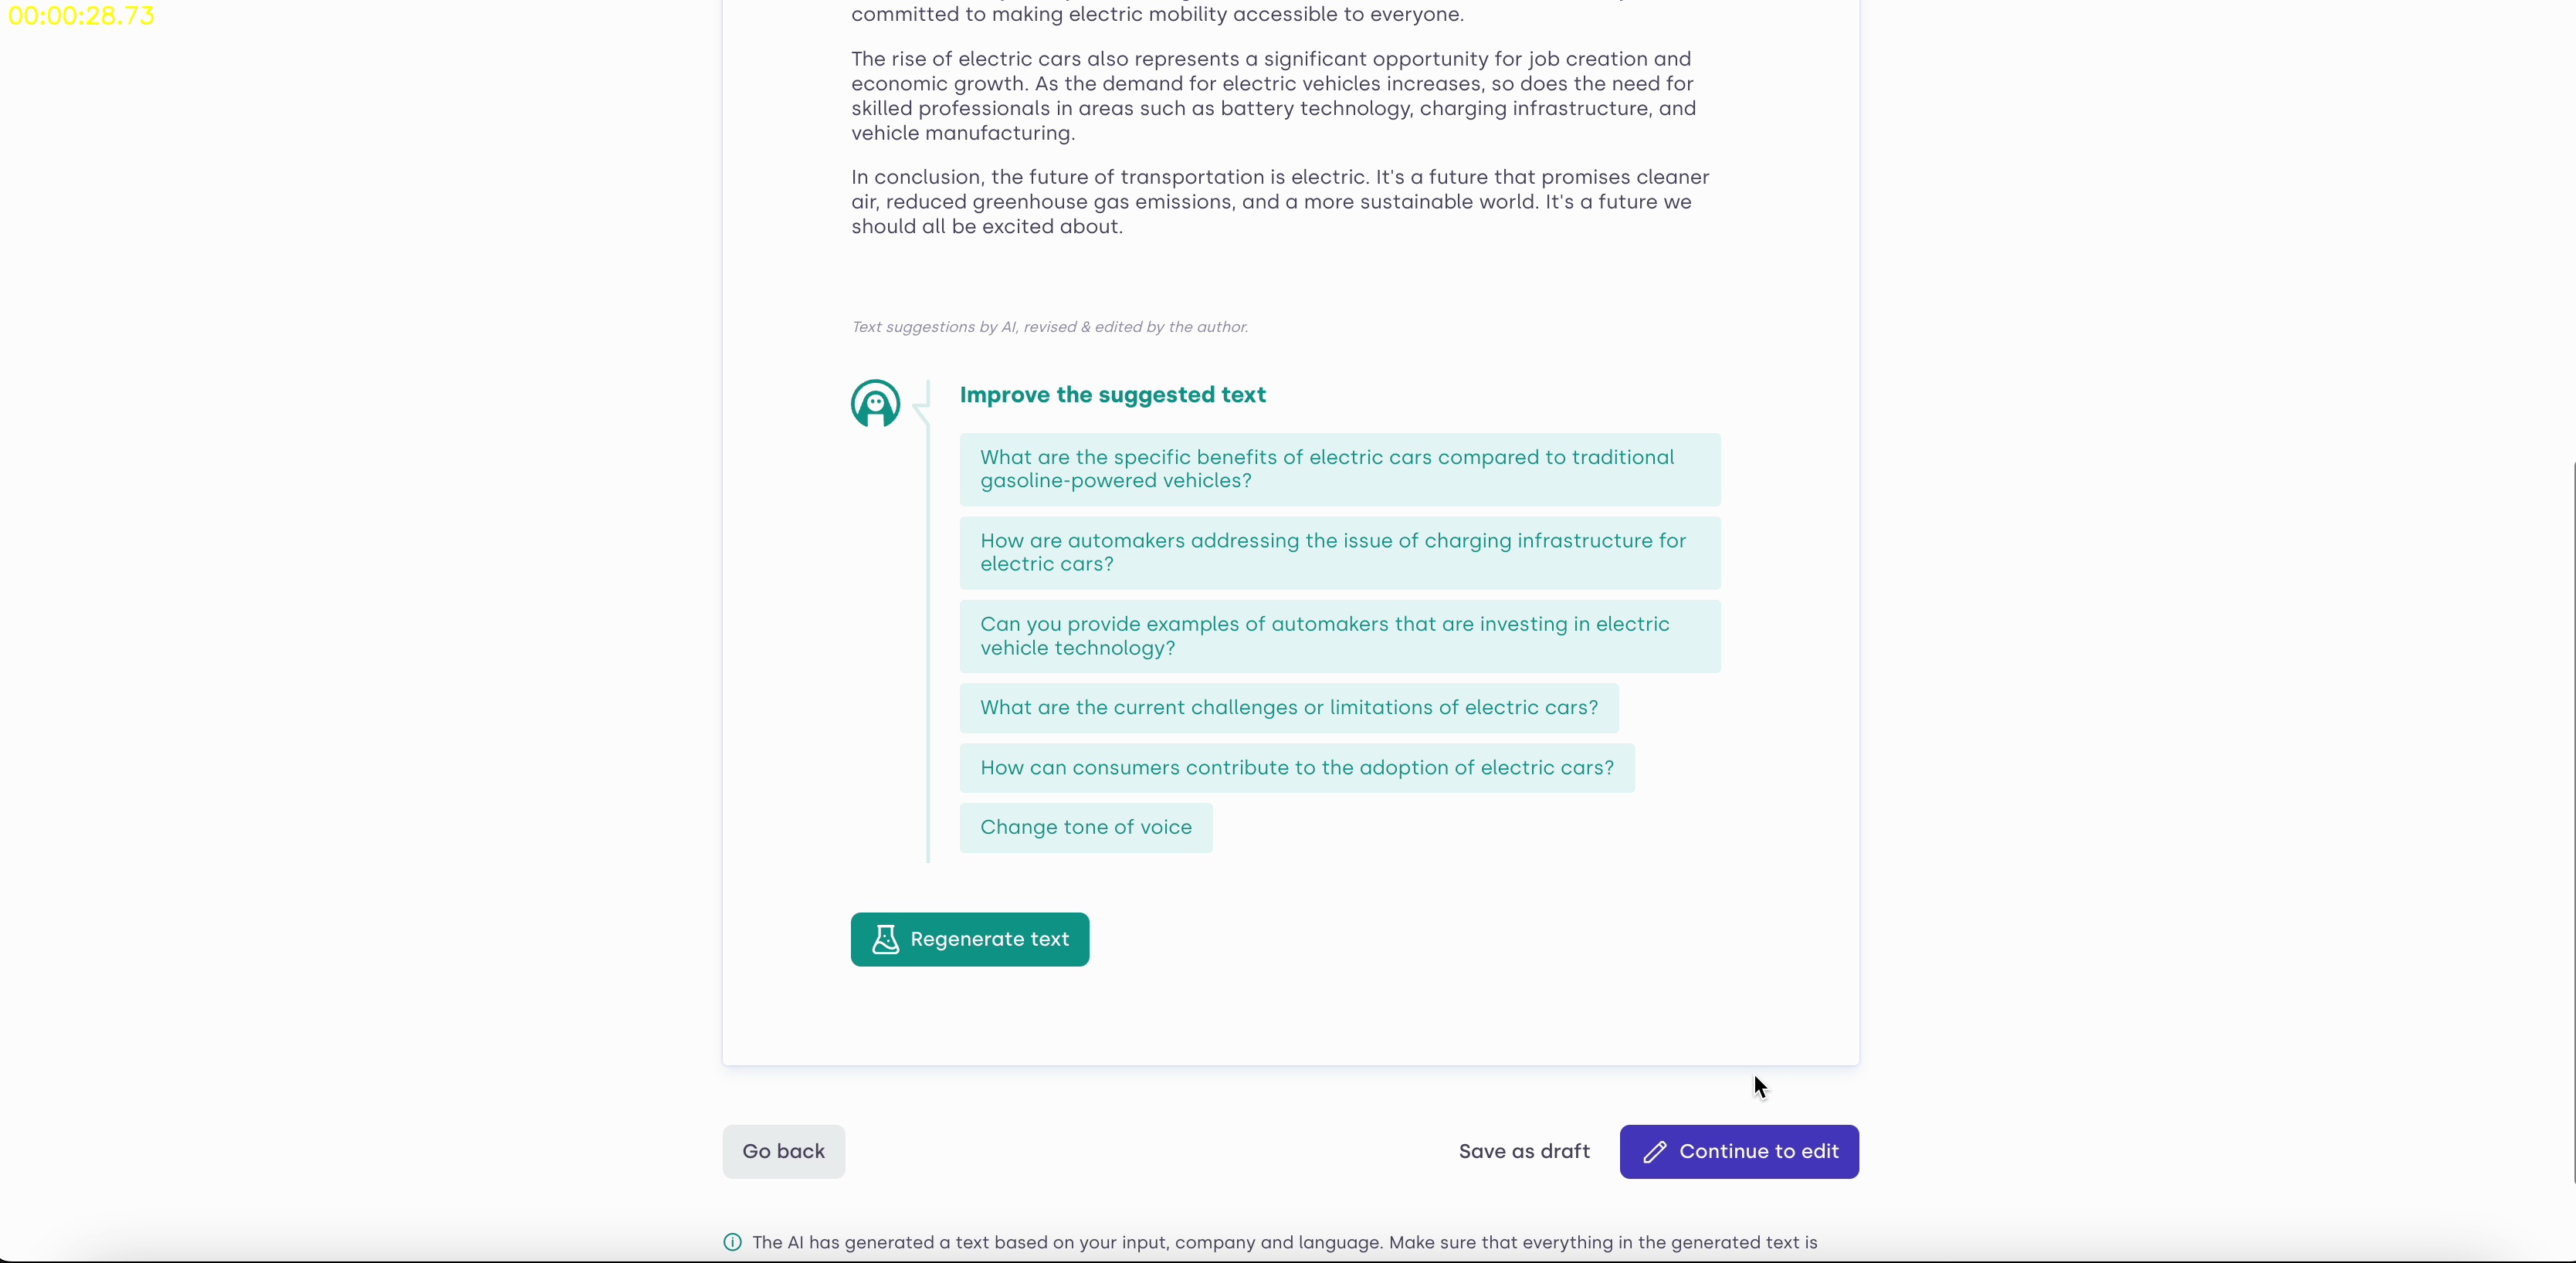 00:00:28.73
committed to making electric mobility accessible to everyone.
The rise of electric cars also represents a significant opportunity for job creation and
economic growth. As the demand for electric vehicles increases, so does the need for
skilled professionals in areas such as battery technology, charging infrastructure, and
vehicle manufacturing.
In conclusion, the future of transportation is electric. It's a future that promises cleaner
air, reduced greenhouse gas emissions, and a more sustainable world. It's a future we
should all be excited about.
Text suggestions by AI, revised & edited by the author.
Improve the suggested text
What are the specific benefits of electric cars compared to traditional
gasoline-powered vehicles?
How are automakers addressing the issue of charging infrastructure for
electric cars?
Can you provide examples of automakers that are investing in electric
vehicle technology?
What are the current challenges or limitations of electric cars?
How can consumers contribute to the adoption of electric cars?
Change tone of voice
Regenerate text
Go back
Save as draft
Continue to edit
The AI has generated a text based on your input, company and language. Make sure that everything in the generated text is